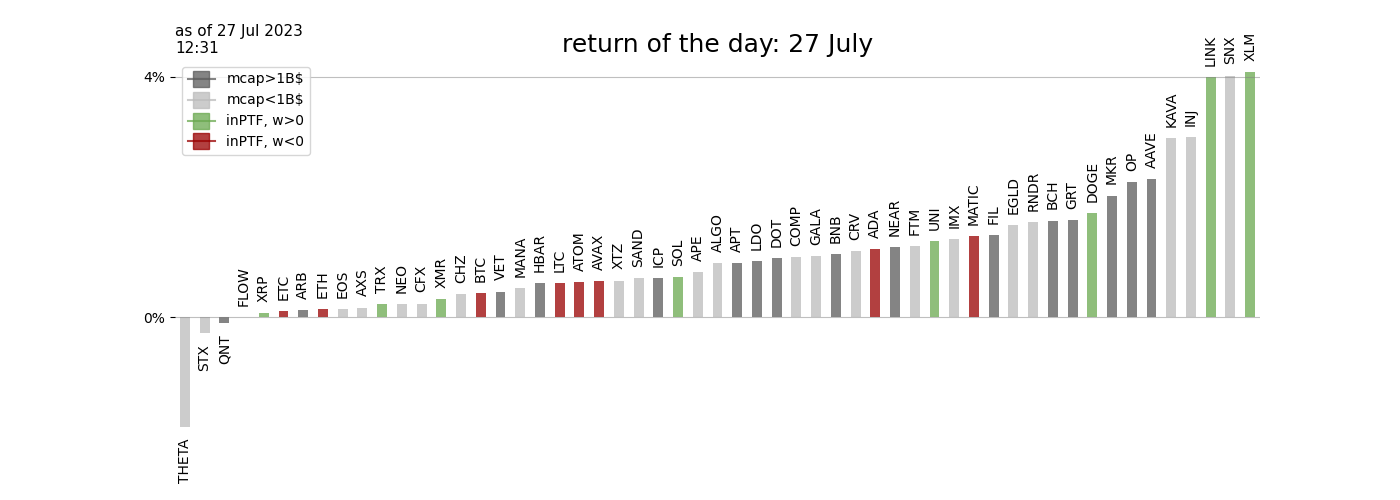 as of 27 Jul 2023
12:31
return of the day: 27 July
4%
0%
mcap>1B$
mcap<1B$
inPTF, w>0
inPTF, w<0
THETA
STX
QNT
FLOW
XRP
ETC
ARB
ETH
EOS
AXS
TRX
NEO
CFX
XMR
CHZ
BTC
VET
MANA
HBAR
LTC
ATOM
AVAX
XTZ
SAND
ICP
SOL
APE
ALGO
APT
LDO
DOT
COMP
GALA
BNB
CRV
ADA
NEAR
FTM
UNI
IMX
MATIC
FIL
EGLD
RNDR
BCH
GRT
DOGE
MKR
OP
AAVE
KAVA
INJ
LINK
SNX
XLM